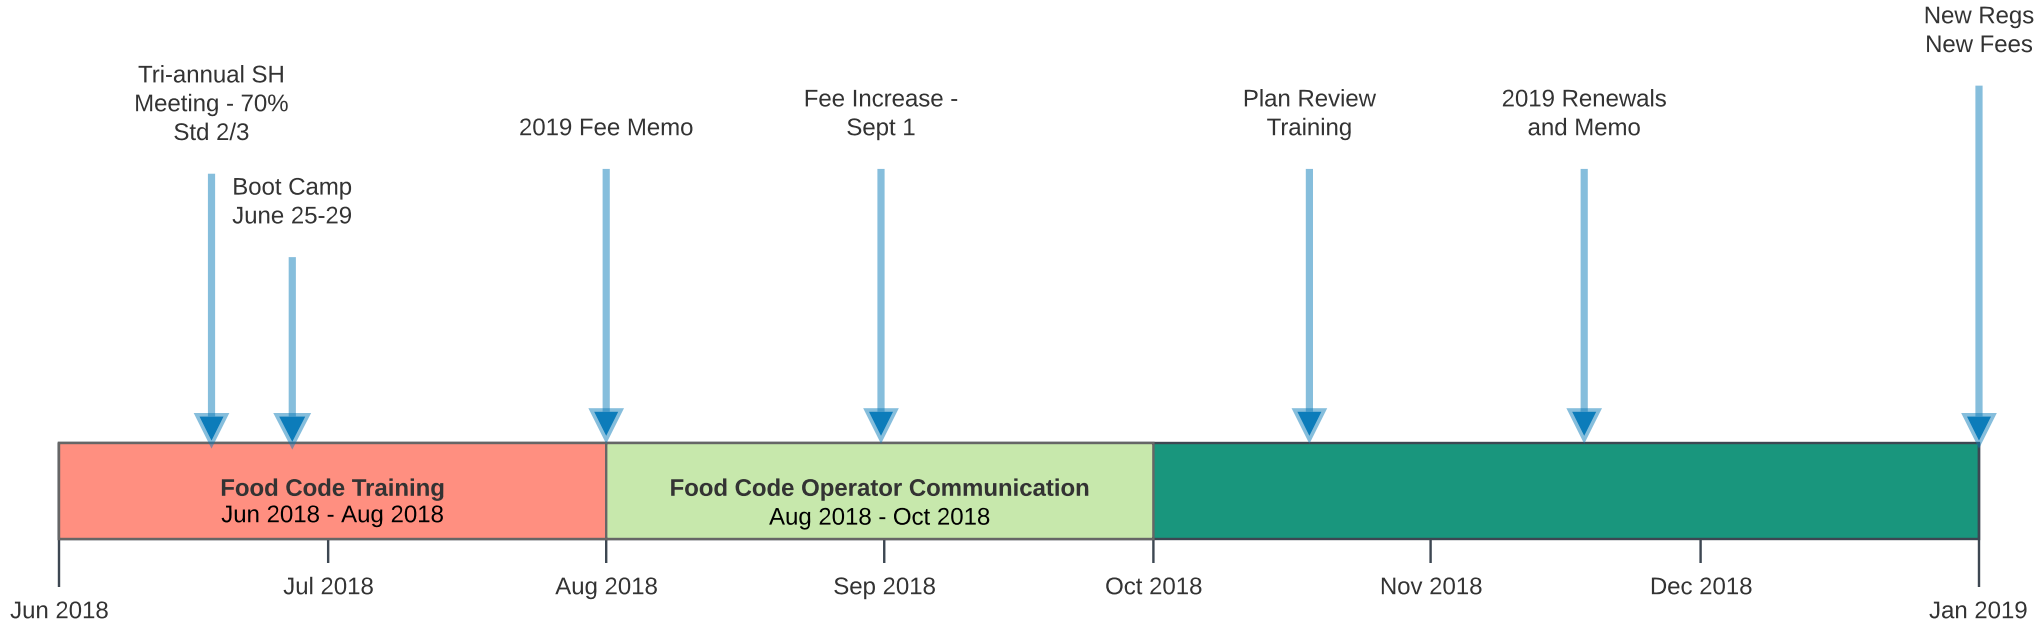 New Regs
New Fees
Tri-annual SH
Meeting - 70%
Std 2/3
Boot Camp
June 25-29
2019 Fee Memo
Fee Increase -
Sept 1
Plan Review
Training
2019 Renewals
and Memo
Food Code Training
Jun 2018 - Aug 2018
Food Code Operator Communication
Aug 2018 - Oct 2018
Jun 2018
Jul 2018
Aug 2018
Sep 2018
Oct 2018
Nov 2018
Dec 2018
Jan 2019